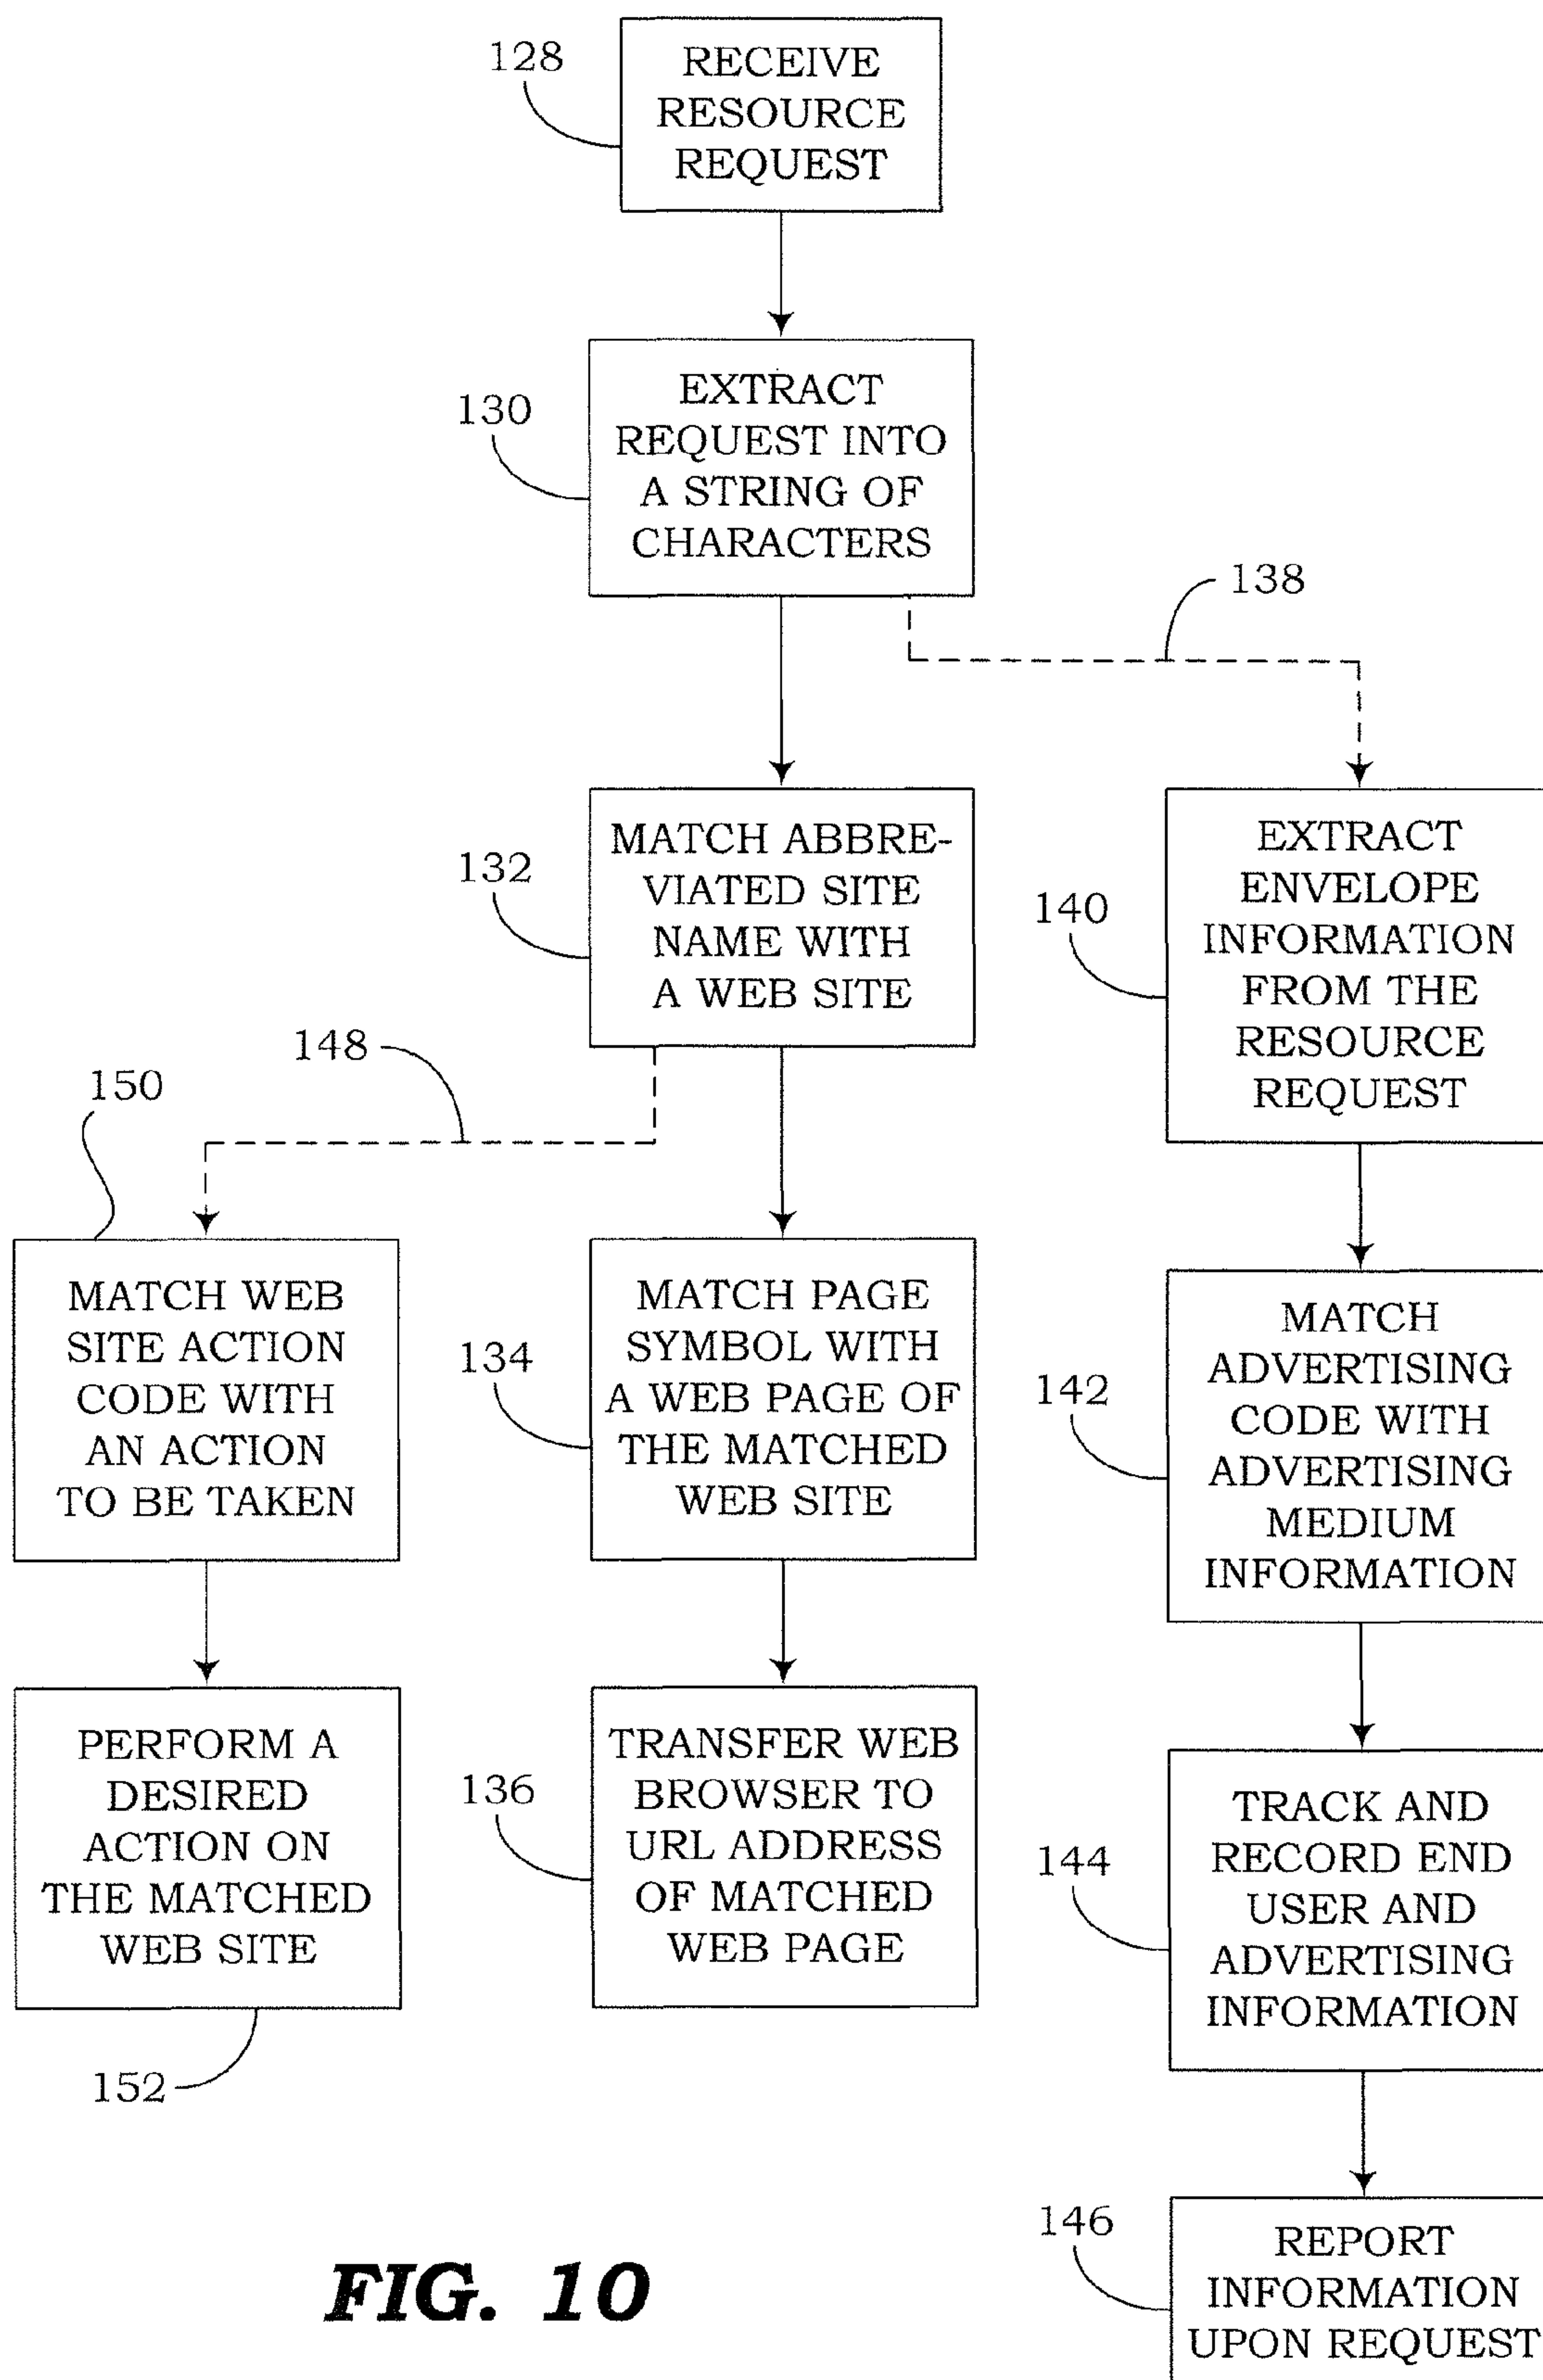 128
RECEIVE
RESOURCE
REQUEST
130
EXTRACT
REQUEST INTO
A STRING OF
CHARACTERS
138
132
MATCH ABBRE-
VIATED SITE
NAME WITH
A WEB SITE
140
EXTRACT
ENVELOPE
INFORMATION
FROM THE
RESOURCE
REQUEST
148
150
MATCH WEB
SITE ACTION
CODE WITH
AN ACTION
TO BE TAKEN
134
MATCH PAGE
SYMBOL WITH
A WEB PAGE OF
THE MATCHED
WEB SITE
142
MATCH
ADVERTISING
CODE WITH
ADVERTISING
MEDIUM
INFORMATION
PERFORM A
DESIRED
ACTION ON
THE MATCHED
WEB SITE
152
136
TRANSFER WEB
BROWSER TO
URL ADDRESS
OF MATCHED
WEB PAGE
144
TRACK AND
RECORD END
USER AND
ADVERTISING
INFORMATION
146
REPORT
INFORMATION
UPON REQUEST
FIG. 10